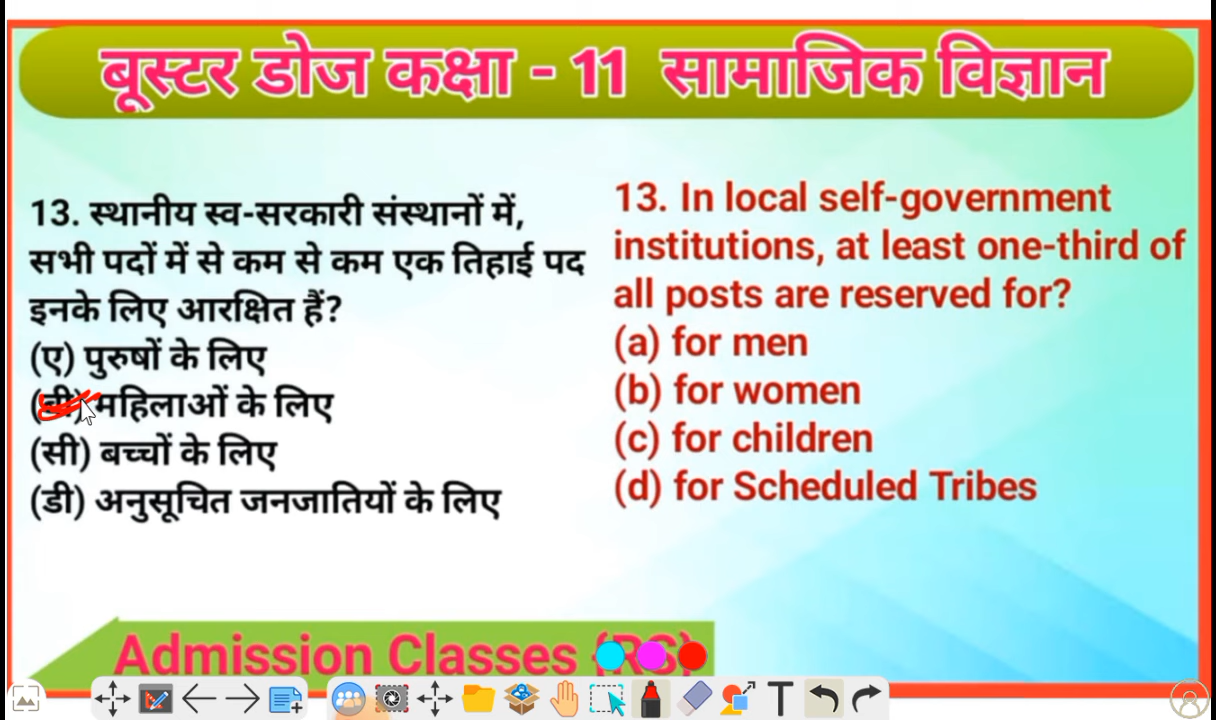 बूस्टर डोज कक्षा - 11 सामाजिक विज्ञान
13. स्थानीय स्व-सरकारी संस्थानों में,
सभी पदों में से कम से कम एक तिहाई पद
इनके लिए आरक्षित हैं?
(ए) पुरुषों के लिए
(बी) महिलाओं के लिए
(सी) बच्चों के लिए
(डी) अनुसूचित जनजातियों के लिए
13. In local self-government
institutions, at least one-third of
all posts are reserved for?
(a) for men
(b) for women
(c) for children
(d) for Scheduled Tribes
Admission Classes {RS}